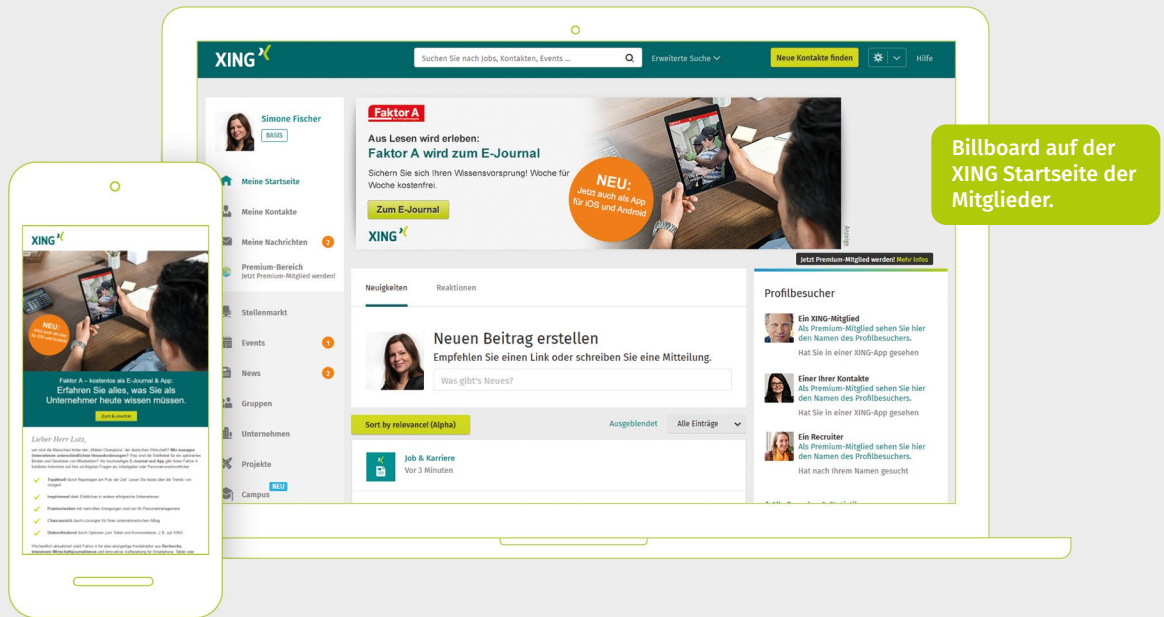 XING
Suchen Sie nach Jobs, Kontakten, Events ...
Erweiterte Suche
Neue Kontakte finden
Hilfe
Simone Fischer
BASIS
Meine Startseite
Meine Kontakte
Meine Nachrichten 2
Premium-Bereich
Jetzt Premium-Mitglied werden!
Stellenmarkt
Events 1
News 2
Gruppen
Unternehmen
Projekte
NEU
Campus
Faktor A
Aus Lesen wird erleben:
Faktor A wird zum E-Journal
Sichern Sie sich Ihren Wissensvorsprung! Woche für
Woche kostenfrei.
Zum E-Journal
XING
NEU:
Jetzt auch als App
für iOS und Android
Anzeige
Jetzt Premium-Mitglied werden! Mehr Infos
Neuigkeiten
Reaktionen
Neuen Beitrag erstellen
Empfehlen Sie einen Link oder schreiben Sie eine Mitteilung.
Was gibt's Neues?
Sort by relevance! (Alpha)
Ausgeblendet
Alle Einträge
Job & Karriere
Vor 3 Minuten
Profilbesucher
Ein XING-Mitglied
Als Premium-Mitglied sehen Sie hier
den Namen des Profilbesuchers.
Hat Sie in einer XING-App gesehen
Einer Ihrer Kontakte
Als Premium-Mitglied sehen Sie hier
den Namen des Profilbesuchers.
Hat Sie in einer XING-App gesehen
Ein Recruiter
Als Premium-Mitglied sehen Sie hier
den Namen des Profilbesuchers.
Hat nach Ihrem Namen gesucht
Billboard auf der
XING Startseite der
Mitglieder.
XING
NEU:
Jetzt auch als App
für iOS und Android
Faktor A – kostenlos als E-Journal & App:
Erfahren Sie alles, was Sie als
Unternehmer heute wissen müssen.
Zum E-Journal
Lieber Herr Lutz,